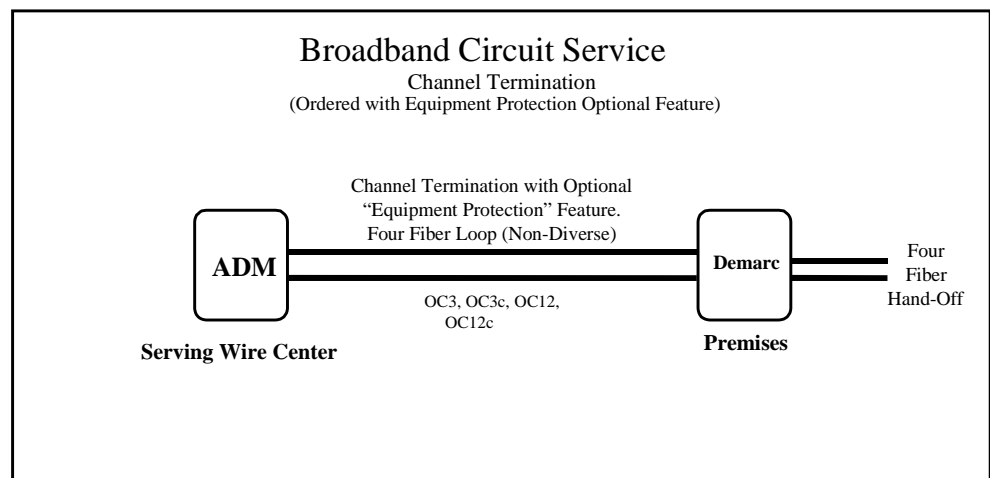 Broadband Circuit Service
Channel Termination
(Ordered with Equipment Protection Optional Feature)
Channel Termination with Optional
“Equipment Protection” Feature.
Four Fiber Loop (Non-Diverse)
ADM
Demarc
Four
Fiber
Hand-Off
OC3, OC3c, OC12,
OC12c
Serving Wire Center
Premises